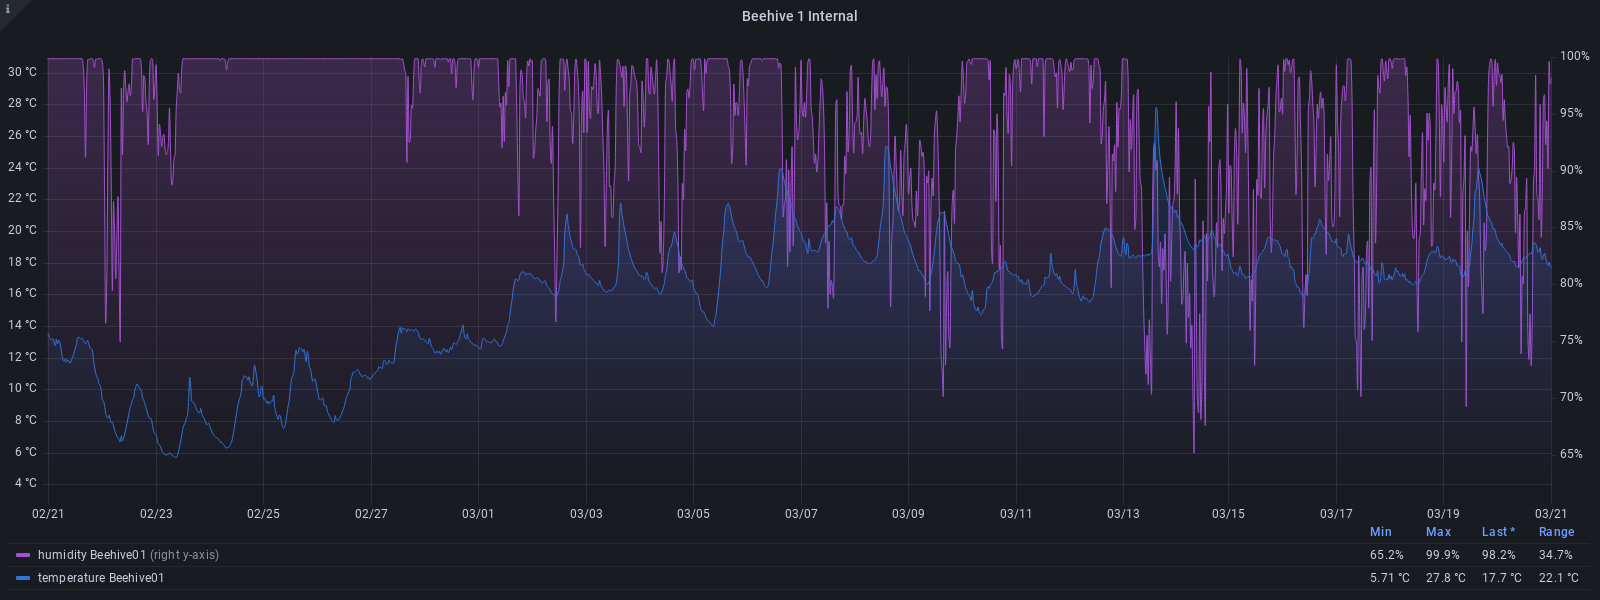 i
Beehive 1 Internal
30 °C
28 °C
26 °C
24 °C
22 °C
20 °C
18 °C
16 °C
14 °C
12 °C
10 °C
8 °C
6 °C
4 °C
100%
95%
90%
85%
80%
75%
70%
65%
02/21 02/23 02/25 02/27 03/01 03/03 03/05 03/07 03/09 03/11 03/13 03/15 03/17 03/19 03/21
Min Max Last * Range
humidity Beehive01 (right y-axis) 65.2% 99.9% 98.2% 34.7%
temperature Beehive01 5.71 °C 27.8 °C 17.7 °C 22.1 °C